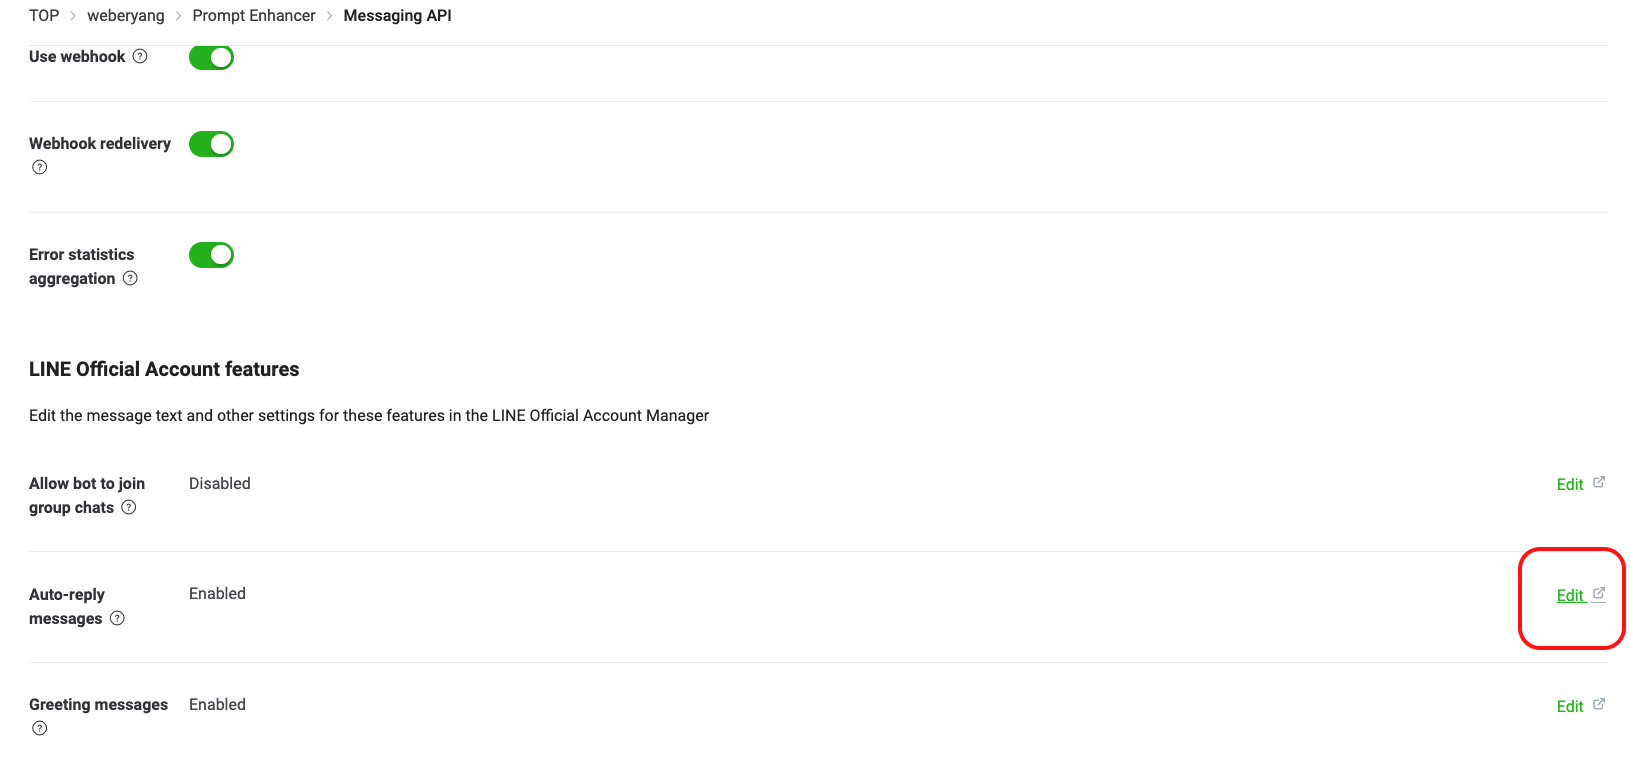 TOP > weberyang > Prompt Enhancer > Messaging API
Use webhook ?
Webhook redelivery
?
Error statistics
aggregation ?
LINE Official Account features
Edit the message text and other settings for these features in the LINE Official Account Manager
Allow bot to join
group chats ?
Disabled
Edit
Auto-reply
messages ?
Enabled
Edit
Greeting messages
?
Enabled
Edit